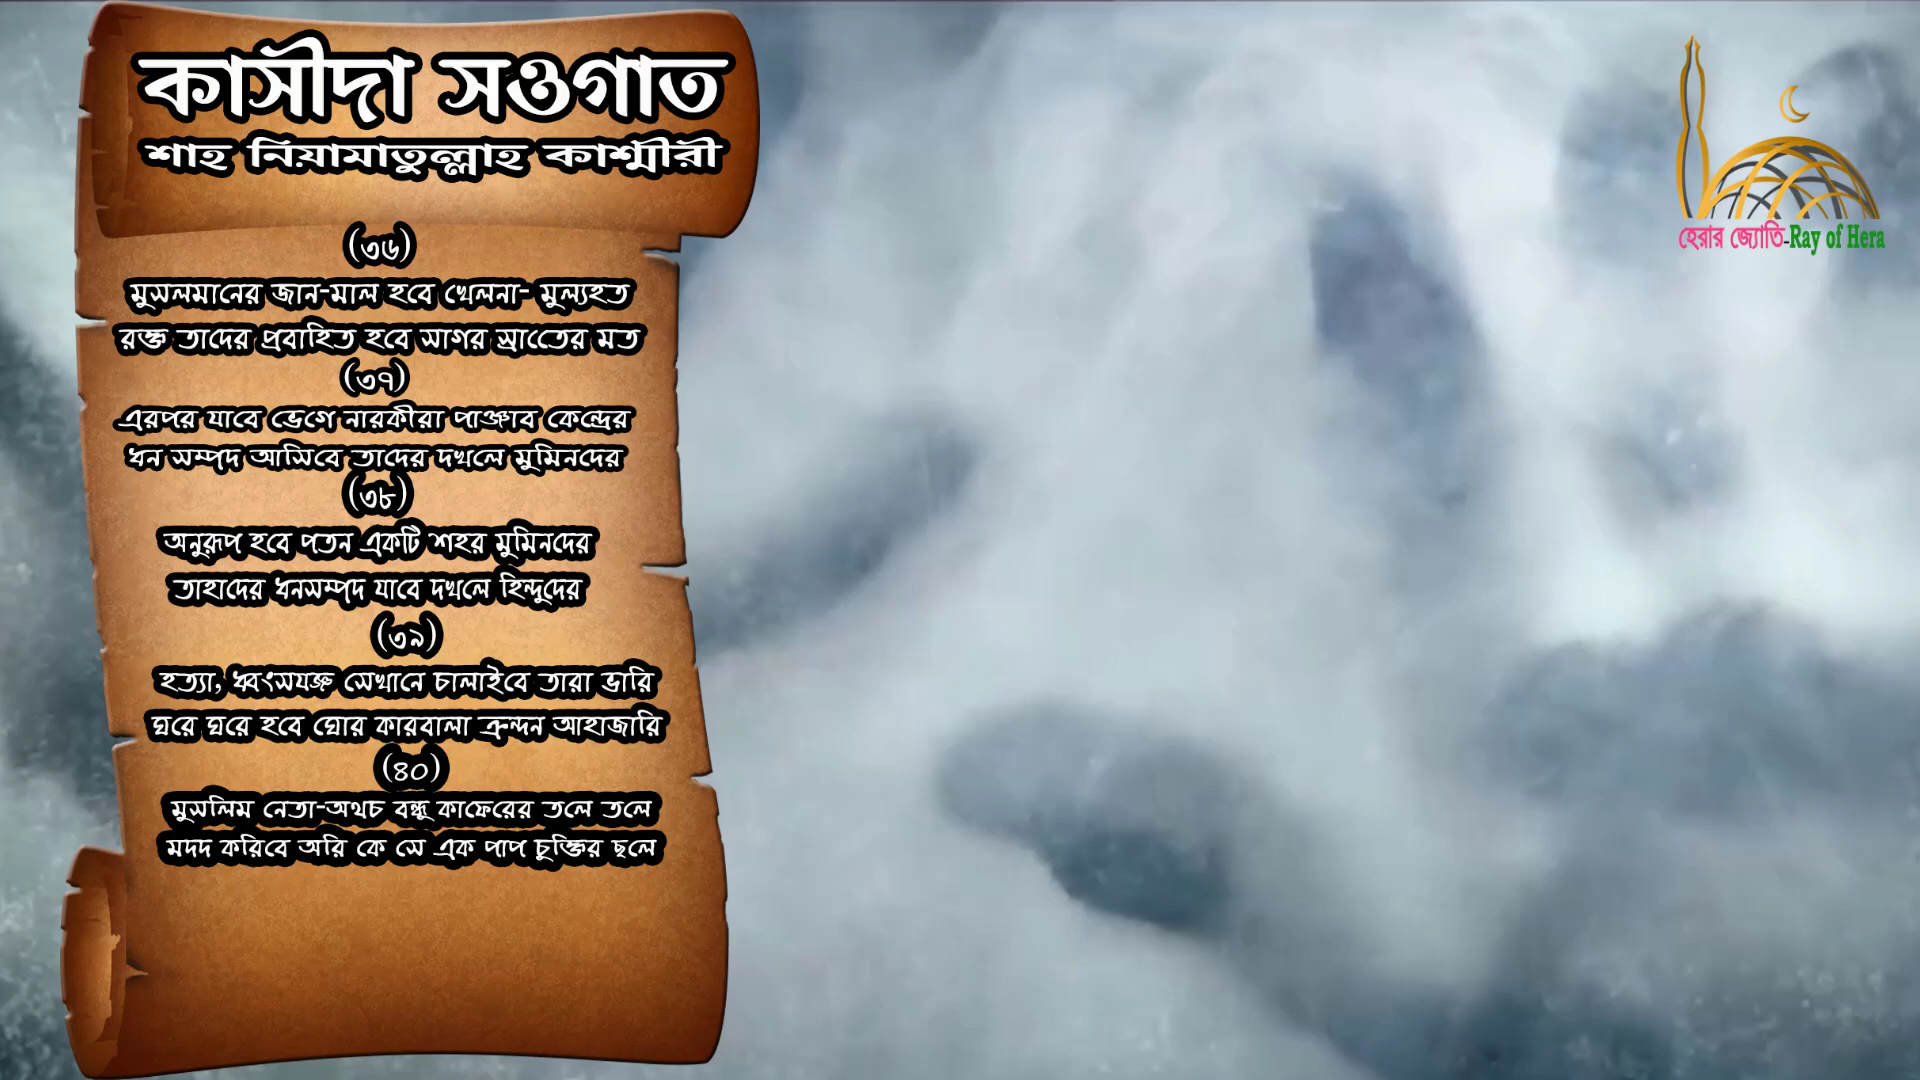 কাসীদা সওগাত
শাহ নিয়ামাতুল্লাহ কাশ্মীরী
(৩৬)
মুসলমানের জান-মাল হবে খেলনা- মুল্যহত
রক্ত তাদের প্রবাহিত হবে সাগর স্রাতেের মত
(৩৭)
এরপর যাবে ভেগে নারকীরা পাঞ্জাব কেন্দ্রের
ধন সম্পদ আসিবে তাদের দখলে মুমিনদের
(৩৮)
অনুরূপ হবে পতন একটি শহর মুমিনদের
তাহাদের ধনসম্পদ যাবে দখলে হিন্দুদের
(৩৯)
হত্যা, ধ্বংসযজ্ঞ সেখানে চালাইবে তারা ভারি
ঘরে ঘরে হবে ঘোর কারবালা ক্রন্দন আহাজারি
(৪০)
মুসলিম নেতা-অথচ বন্ধু কাফেরের তলে তলে
মদদ করিবে অরি কে সে এক পাপ চুক্তির ছলে
হেরার জ্যোতি-Ray of Hera